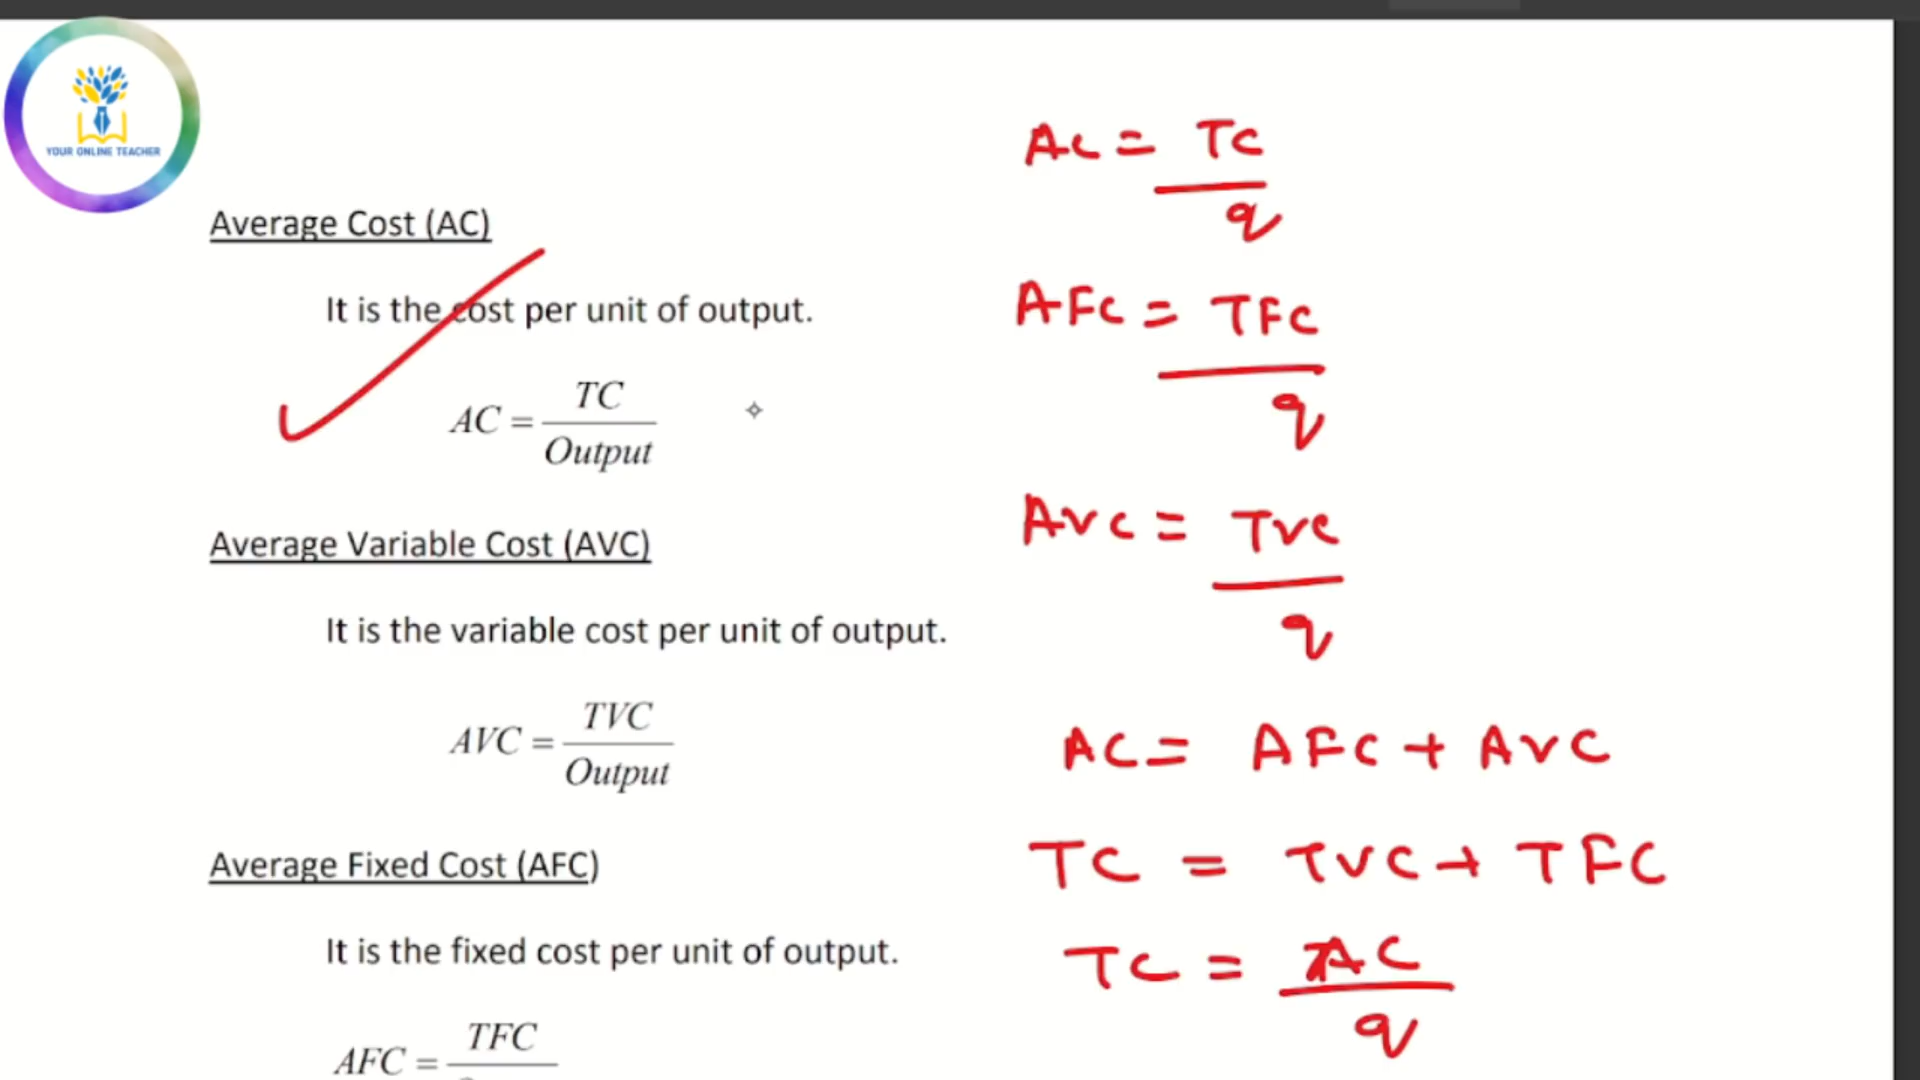 YOUR ONLINE TEACHER
Average Cost (AC)
It is the cost per unit of output.
AC = TC
Output
Average Variable Cost (AVC)
It is the variable cost per unit of output.
AVC = TVC
Output
Average Fixed Cost (AFC)
It is the fixed cost per unit of output.
AFC = TFC
AC = TC
q
AFC = TFC
q
AVC = TVC
q
AC = AFC + AVC
TC = TVC + TFC
TC = AC
q